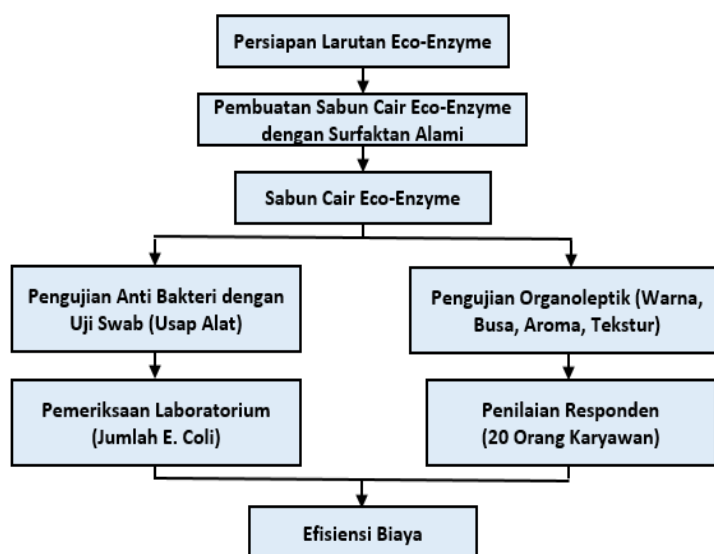 Persiapan Larutan Eco-Enzyme
Pembuatan Sabun Cair Eco-Enzyme
dengan Surfaktan Alami
Sabun Cair Eco-Enzyme
Pengujian Anti Bakteri dengan
Uji Swab (Usap Alat)
Pengujian Organoleptik (Warna,
Busa, Aroma, Tekstur)
Pemeriksaan Laboratorium
(Jumlah E. Coli)
Penilaian Responden
(20 Orang Karyawan)
Efisiensi Biaya